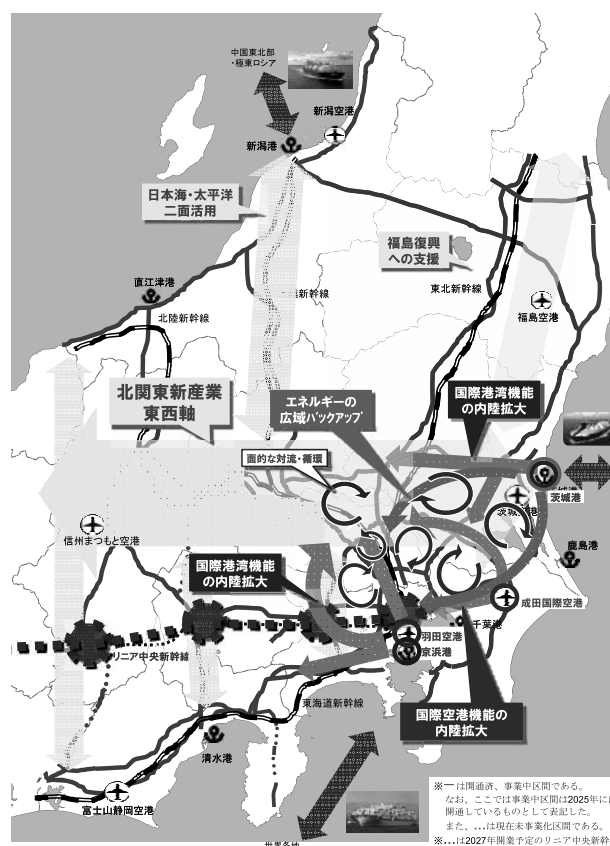 中国東北部
・極東ロシア
新潟空港
新潟港
日本海・太平洋
二面活用
福島復興
への支援
直江津港
新幹線
東北新幹線
北陸新幹線
福島空港
北関東新産業
東西軸
エネルギーの
広域バックアップ
国際港湾機能
の内陸拡大
面的な対流・循環
茨城港
信州まつもと空港
鹿島港
国際港湾機能
の内陸拡大
成田国際空港
千葉港
羽田空港
京浜港
リニア中央新幹線
東海道新幹線
国際空港機能の
内陸拡大
清水港
富士山静岡空港
※━は開通済、事業中区間である。
なお、ここでは事業中区間は2025年に
開通しているものとして表記した。
また、...は現在未事業化区間である。
※...は2027年開業予定のリニア中央新幹